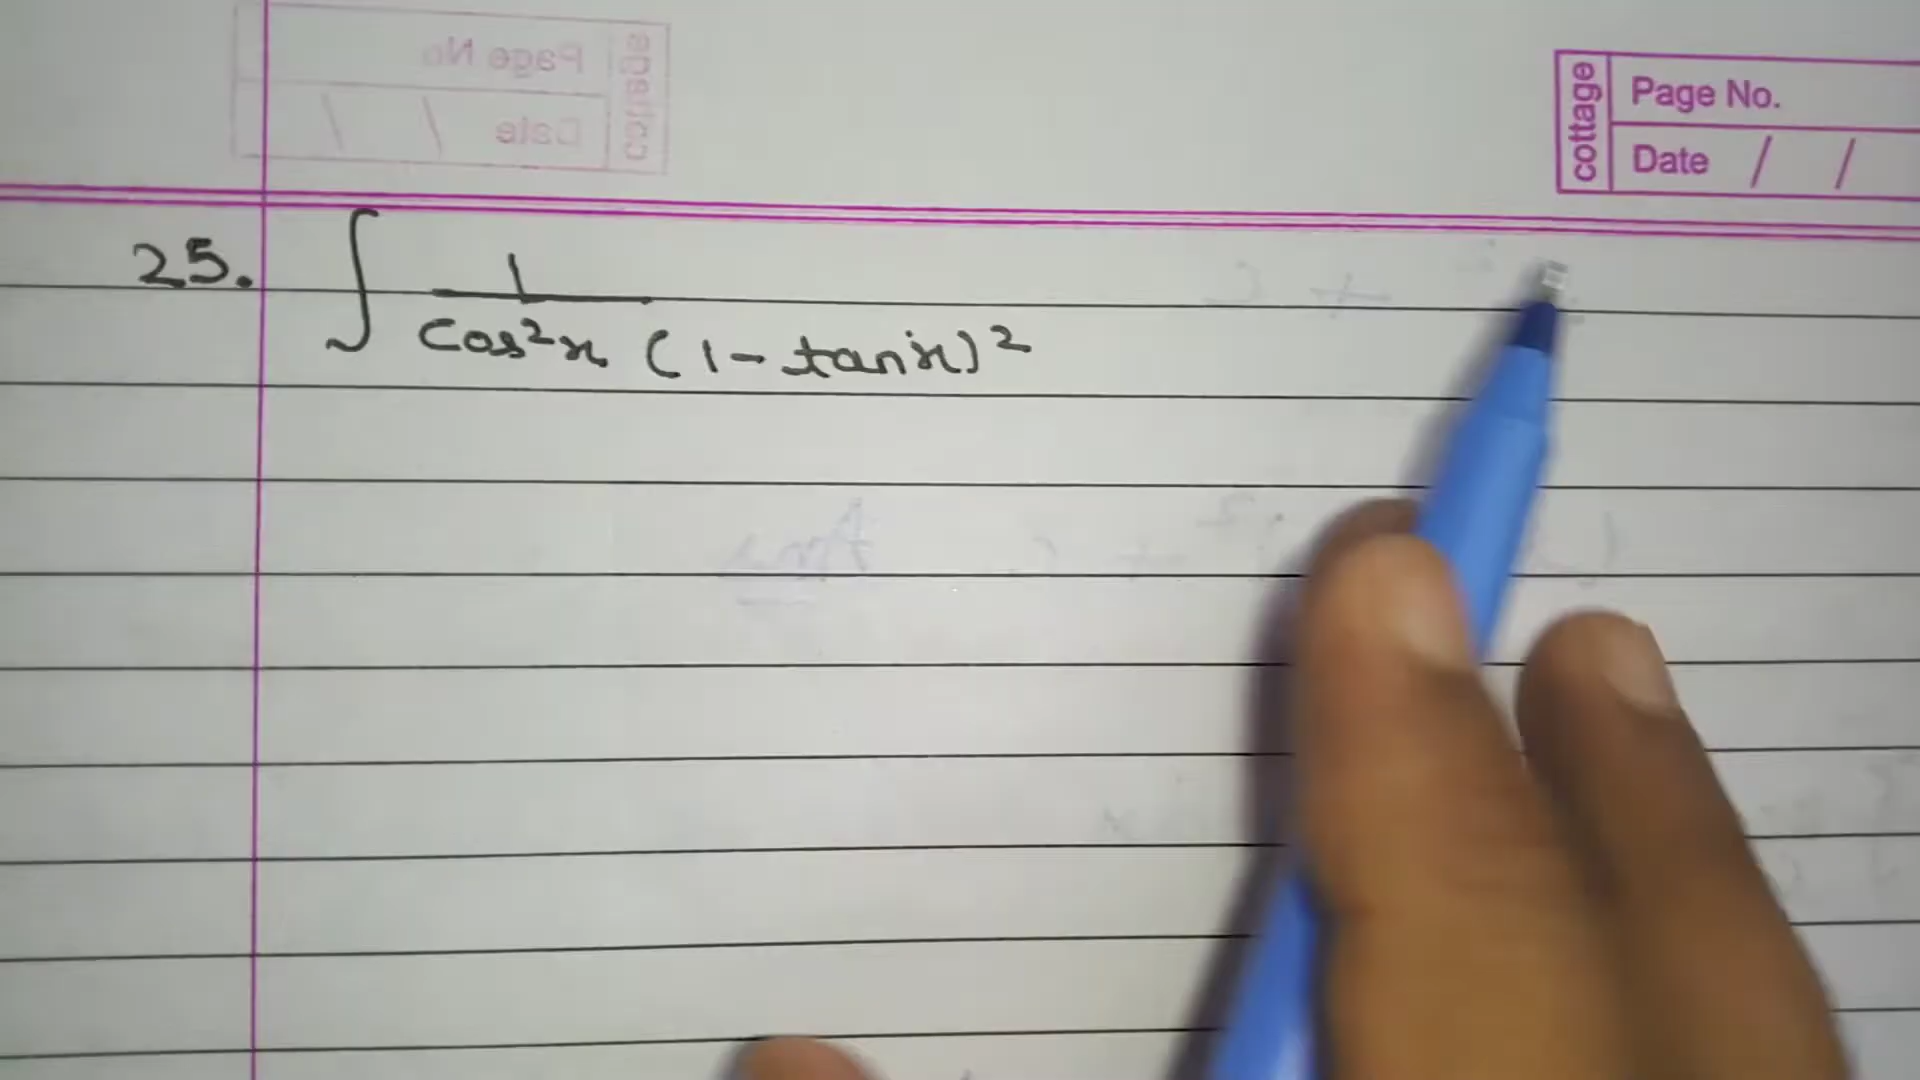 cottage
Page No.
Date / /
25. ∫ 1 / cos²x (1 - tanx)²